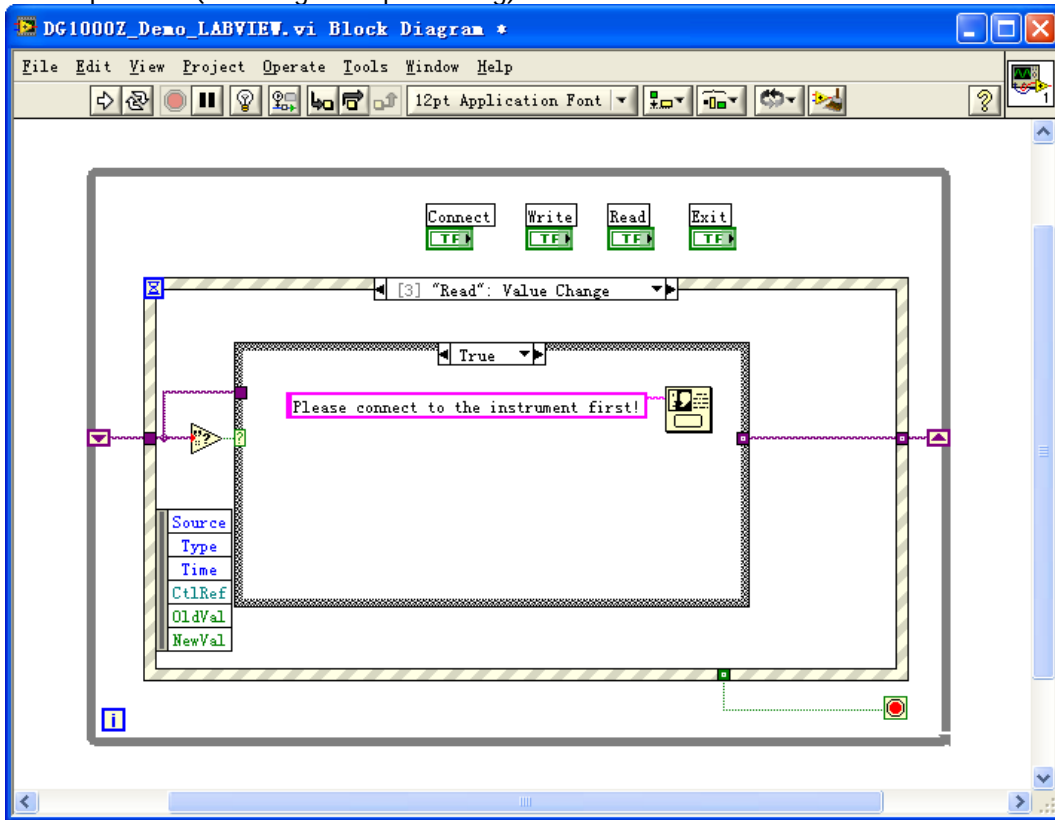 DG1000Z_Demo_LABVIEW.vi Block Diagram *
File Edit View Project Operate Tools Window Help
12pt Application Font
1
Connect Write Read Exit
TF TF TF TF
[3] "Read": Value Change
True
Please connect to the instrument first!
"?
?
Source
Type
Time
CtlRef
OldVal
NewVal
i